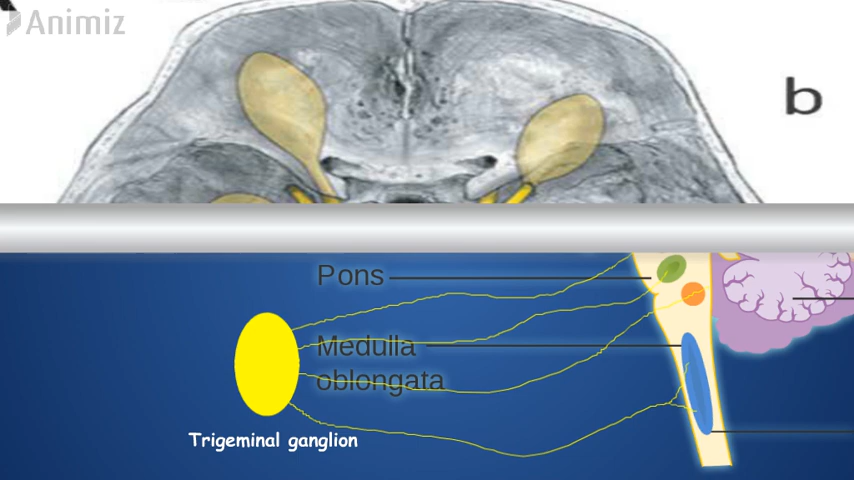 Animiz
b
Pons
Medulla
oblongata
Trigeminal ganglion